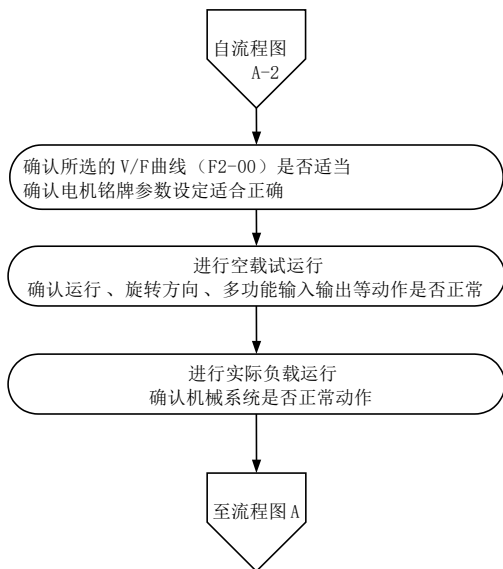 自流程图
A-2
确认所选的 V/F曲线（F2-00）是否适当
确认电机铭牌参数设定适合正确
进行空载试运行
确认运行、旋转方向、多功能输入输出等动作是否正常
进行实际负载运行
确认机械系统是否正常动作
至流程图 A